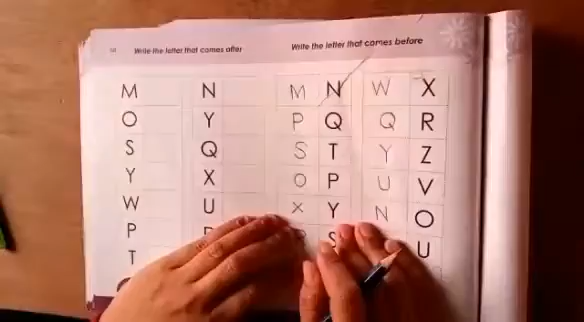 Write the letter that comes after Write the letter that comes before
M N M N W X
O Y P Q Q R
S Q S T Y Z
Y X O P U V
W U X Y N O
P S U
T